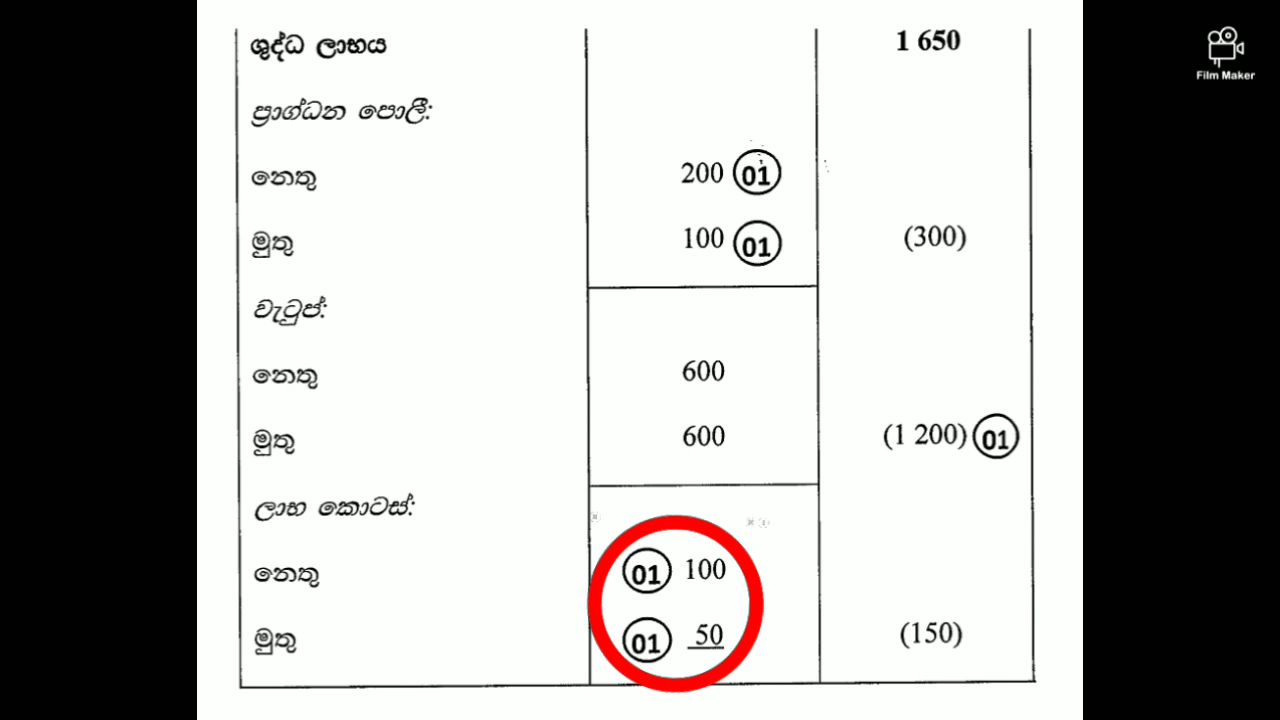 ශුද්ධ ලාභය 1 650
Film Maker
ප්‍රාග්ධන පොලී:
නෙතු 200 01
මුතු 100 01 (300)
වැටුප්:
නෙතු 600
මුතු 600 (1 200) 01
ලාභ කොටස්:
නෙතු 01 100
මුතු 01 50 (150)